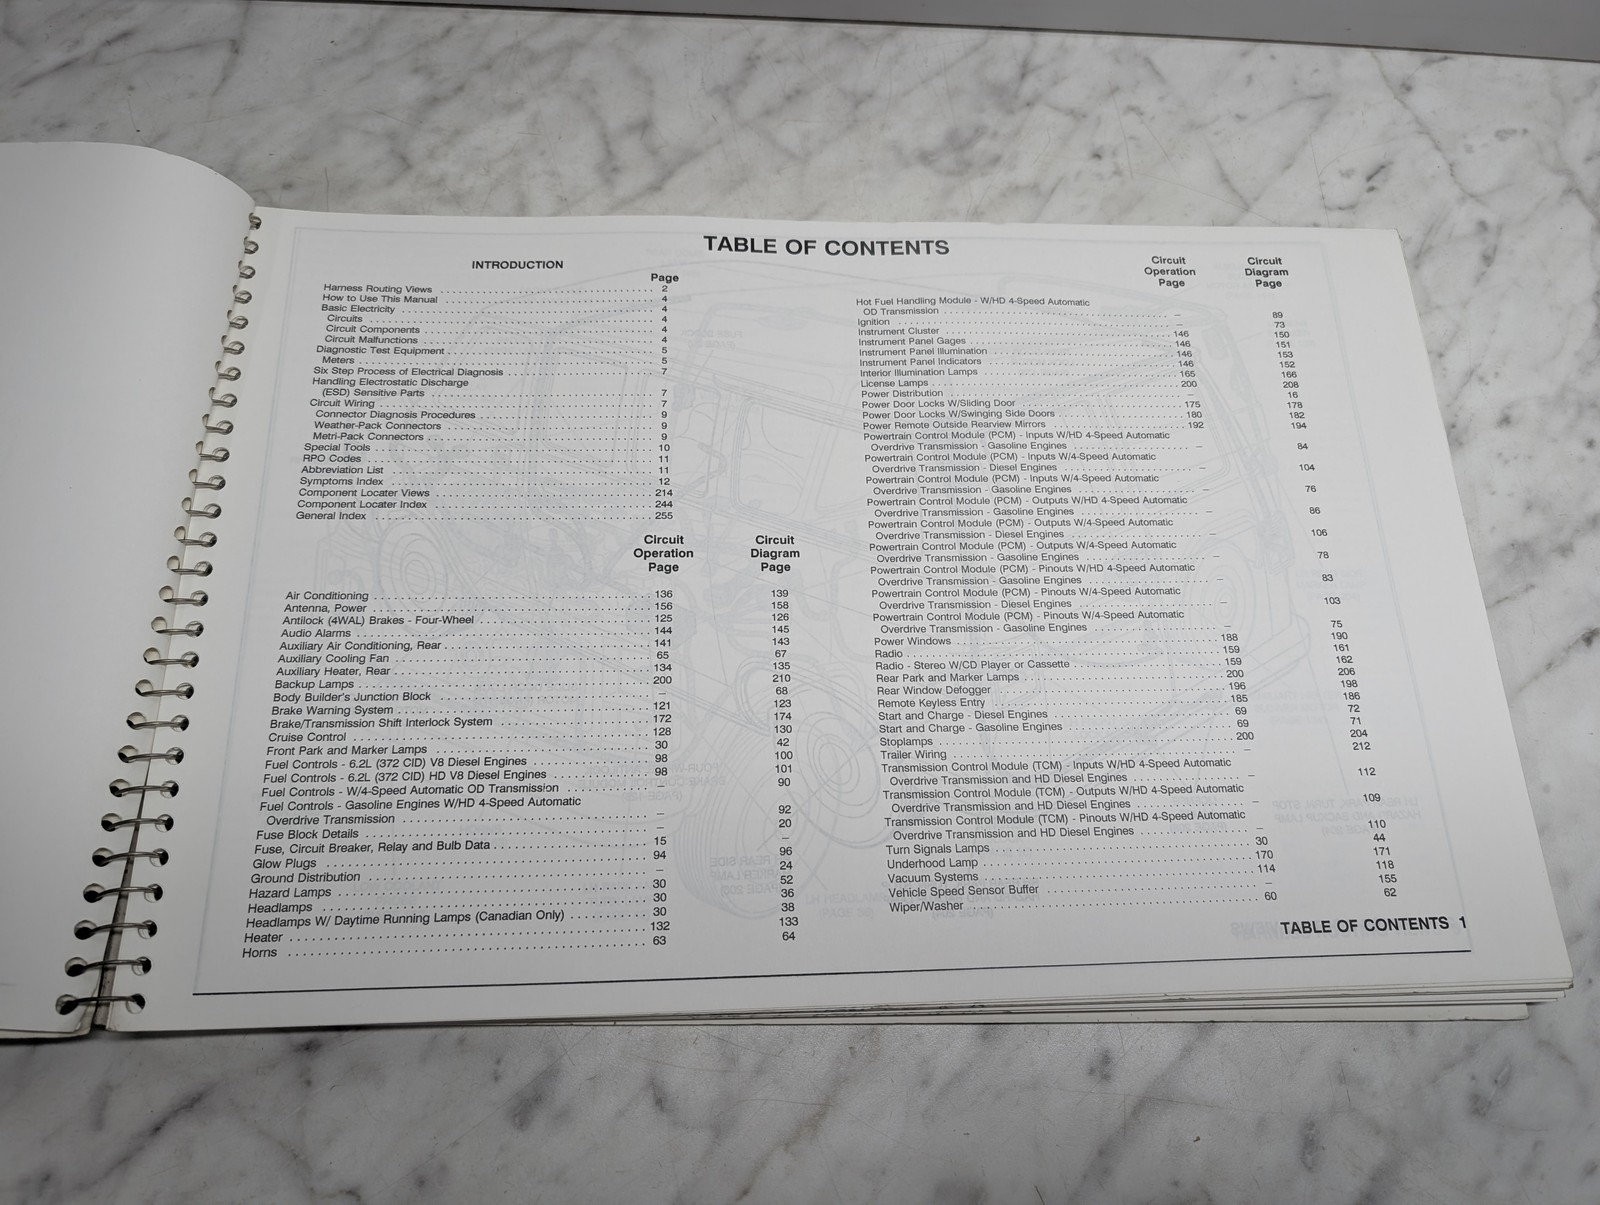 TABLE OF CONTENTS
INTRODUCTION
Page
Harness Routing Views 2
How to Use This Manual 4
Basic Electricity 4
Circuits 4
Circuit Components 4
Circuit Malfunctions 4
Diagnostic Test Equipment 5
Meters 5
Six Step Process of Electrical Diagnosis 7
Handling Electrostatic Discharge
(ESD) Sensitive Parts 7
Circuit Wiring 7
Connector Diagnosis Procedures 9
Weather-Pack Connectors 9
Metri-Pack Connectors 9
Special Tools 10
RPO Codes 11
Abbreviation List 11
Symptoms Index 12
Component Locater Views 214
Component Locater Index 244
General Index 255
Circuit Circuit
Operation Diagram
Page Page
Air Conditioning 136 139
Antenna, Power 156 158
Antilock (4WAL) Brakes - Four-Wheel 125 126
Audio Alarms 144 145
Auxiliary Air Conditioning, Rear 141 143
Auxiliary Cooling Fan 65 67
Auxiliary Heater, Rear 134 135
Backup Lamps 200 210
Body Builder's Junction Block – 68
Brake Warning System 121 123
Brake/Transmission Shift Interlock System 172 174
Cruise Control 128 130
Front Park and Marker Lamps 30 42
Fuel Controls - 6.2L (372 CID) V8 Diesel Engines 98 100
Fuel Controls - 6.2L (372 CID) HD V8 Diesel Engines 98 101
Fuel Controls - W/4-Speed Automatic OD Transmission – 90
Fuel Controls - Gasoline Engines W/HD 4-Speed Automatic
Overdrive Transmission – 92
Fuse Block Details – 20
Fuse, Circuit Breaker, Relay and Bulb Data 15 –
Glow Plugs 94 96
Ground Distribution – 24
Hazard Lamps 30 52
Headlamps 30 36
Headlamps W/ Daytime Running Lamps (Canadian Only) 30 38
Heater 132 133
Horns 63 64
Circuit Circuit
Operation Diagram
Page Page
Hot Fuel Handling Module - W/HD 4-Speed Automatic
OD Transmission – 89
Ignition – 73
Instrument Cluster 146 150
Instrument Panel Gages 146 151
Instrument Panel Illumination 146 153
Instrument Panel Indicators 146 152
Interior Illumination Lamps 165 166
License Lamps 200 208
Power Distribution – 16
Power Door Locks W/Sliding Door 175 178
Power Door Locks W/Swinging Side Doors 180 182
Power Remote Outside Rearview Mirrors 192 194
Powertrain Control Module (PCM) - Inputs W/HD 4-Speed Automatic
Overdrive Transmission - Gasoline Engines – 84
Powertrain Control Module (PCM) - Inputs W/4-Speed Automatic
Overdrive Transmission - Diesel Engines – 104
Powertrain Control Module (PCM) - Inputs W/4-Speed Automatic
Overdrive Transmission - Gasoline Engines – 76
Powertrain Control Module (PCM) - Outputs W/HD 4-Speed Automatic
Overdrive Transmission - Gasoline Engines – 86
Powertrain Control Module (PCM) - Outputs W/4-Speed Automatic
Overdrive Transmission - Diesel Engines – 106
Powertrain Control Module (PCM) - Outputs W/4-Speed Automatic
Overdrive Transmission - Gasoline Engines – 78
Powertrain Control Module (PCM) - Pinouts W/HD 4-Speed Automatic
Overdrive Transmission - Gasoline Engines – 83
Powertrain Control Module (PCM) - Pinouts W/4-Speed Automatic
Overdrive Transmission - Diesel Engines – 103
Powertrain Control Module (PCM) - Pinouts W/4-Speed Automatic
Overdrive Transmission - Gasoline Engines – 75
Power Windows 188 190
Radio 159 161
Radio - Stereo W/CD Player or Cassette 159 162
Rear Park and Marker Lamps 200 206
Rear Window Defogger 196 198
Remote Keyless Entry 185 186
Start and Charge - Diesel Engines 69 72
Start and Charge - Gasoline Engines 69 71
Stoplamps 200 204
Trailer Wiring – 212
Transmission Control Module (TCM) - Inputs W/HD 4-Speed Automatic
Overdrive Transmission and HD Diesel Engines – 112
Transmission Control Module (TCM) - Outputs W/HD 4-Speed Automatic
Overdrive Transmission and HD Diesel Engines – 109
Transmission Control Module (TCM) - Pinouts W/HD 4-Speed Automatic
Overdrive Transmission and HD Diesel Engines – 110
Turn Signals Lamps 30 44
Underhood Lamp 170 171
Vacuum Systems 114 118
Vehicle Speed Sensor Buffer – 155
Wiper/Washer 60 62
TABLE OF CONTENTS 1